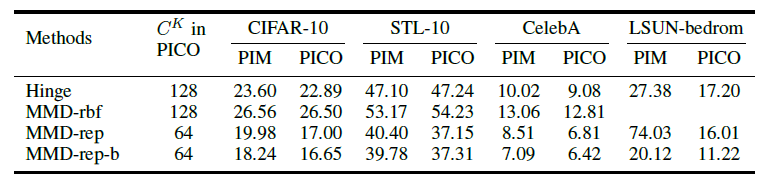 Methods C^K in PICO CIFAR-10 STL-10 CelebA LSUN-bedrom
PIM PICO PIM PICO PIM PICO PIM PICO
Hinge 128 23.60 22.89 47.10 47.24 10.02 9.08 27.38 17.20
MMD-rbf 128 26.56 26.50 53.17 54.23 13.06 12.81
MMD-rep 64 19.98 17.00 40.40 37.15 8.51 6.81 74.03 16.01
MMD-rep-b 64 18.24 16.65 39.78 37.31 7.09 6.42 20.12 11.22